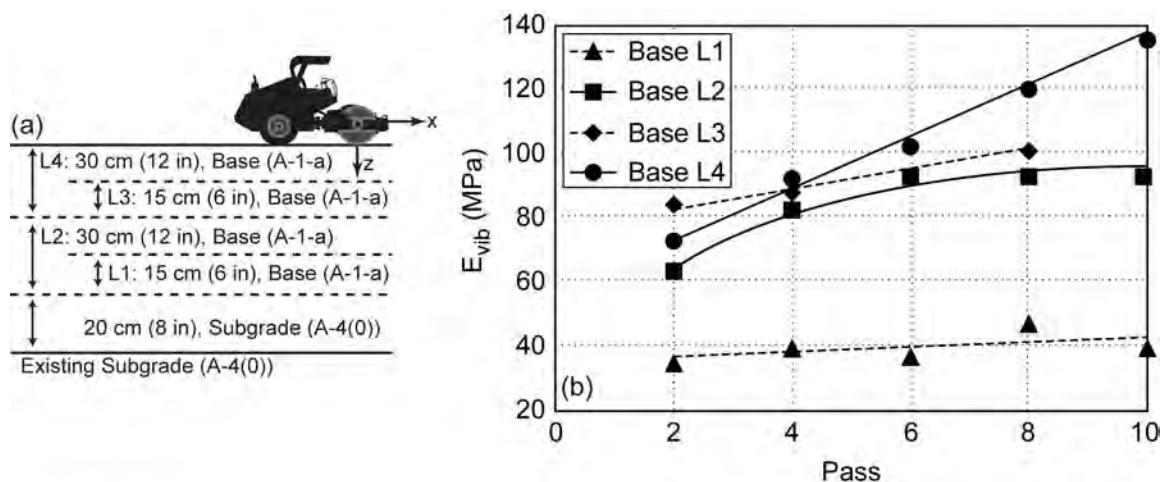 (a)
x
z
L4: 30 cm (12 in), Base (A-1-a)
L3: 15 cm (6 in), Base (A-1-a)
L2: 30 cm (12 in), Base (A-1-a)
L1: 15 cm (6 in), Base (A-1-a)
20 cm (8 in), Subgrade (A-4(0))
Existing Subgrade (A-4(0))
140
120
100
80
60
40
20
E_vib (MPa)
Base L1
Base L2
Base L3
Base L4
(b)
0 2 4 6 8 10
Pass